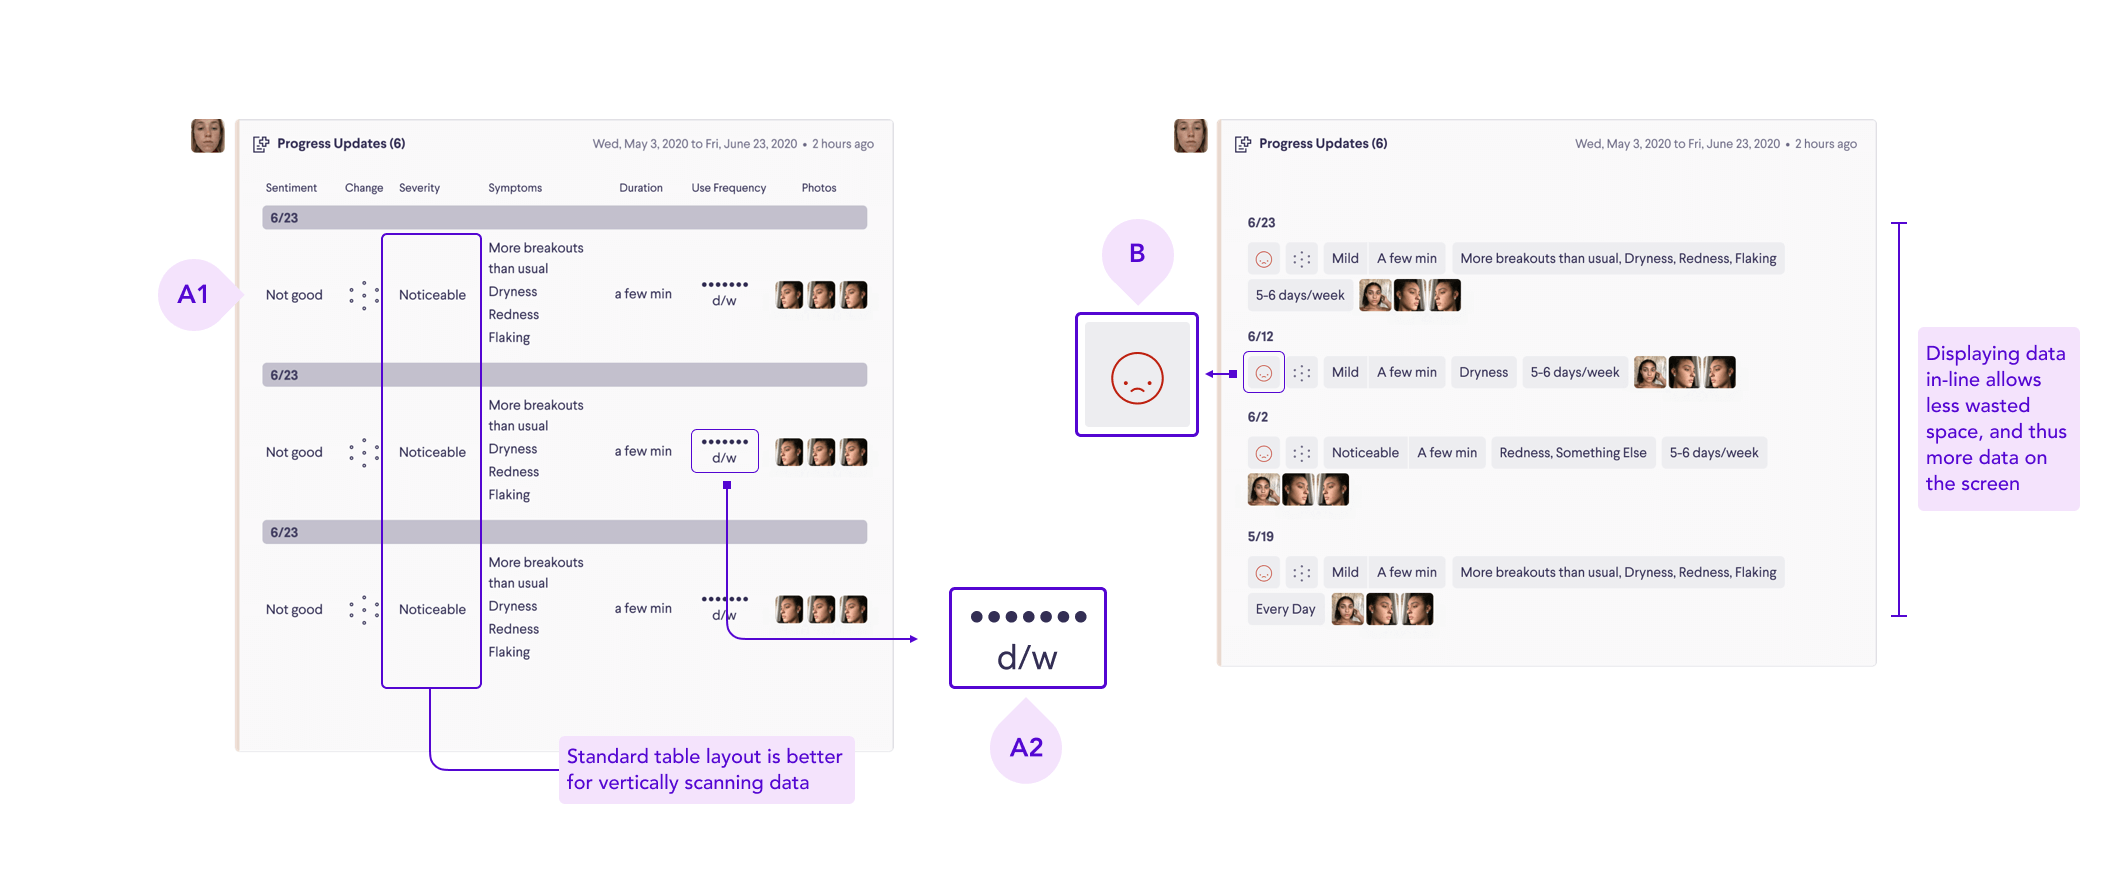 Progress Updates (6)
Wed, May 3, 2020 to Fri, June 23, 2020 • 2 hours ago
Sentiment Change Severity Symptoms Duration Use Frequency Photos
6/23
A1
Not good
Noticeable
More breakouts
than usual
Dryness
Redness
Flaking
a few min
d/w
6/23
Not good
Noticeable
More breakouts
than usual
Dryness
Redness
Flaking
a few min
d/w
6/23
Not good
Noticeable
More breakouts
than usual
Dryness
Redness
Flaking
a few min
d/w
Standard table layout is better
for vertically scanning data
d/w
A2
B
Progress Updates (6)
Wed, May 3, 2020 to Fri, June 23, 2020 • 2 hours ago
6/23
Mild A few min More breakouts than usual, Dryness, Redness, Flaking
5-6 days/week
6/12
Mild A few min Dryness 5-6 days/week
6/2
Noticeable A few min Redness, Something Else 5-6 days/week
5/19
Mild A few min More breakouts than usual, Dryness, Redness, Flaking
Every Day
Displaying data
in-line allows
less wasted
space, and thus
more data on
the screen